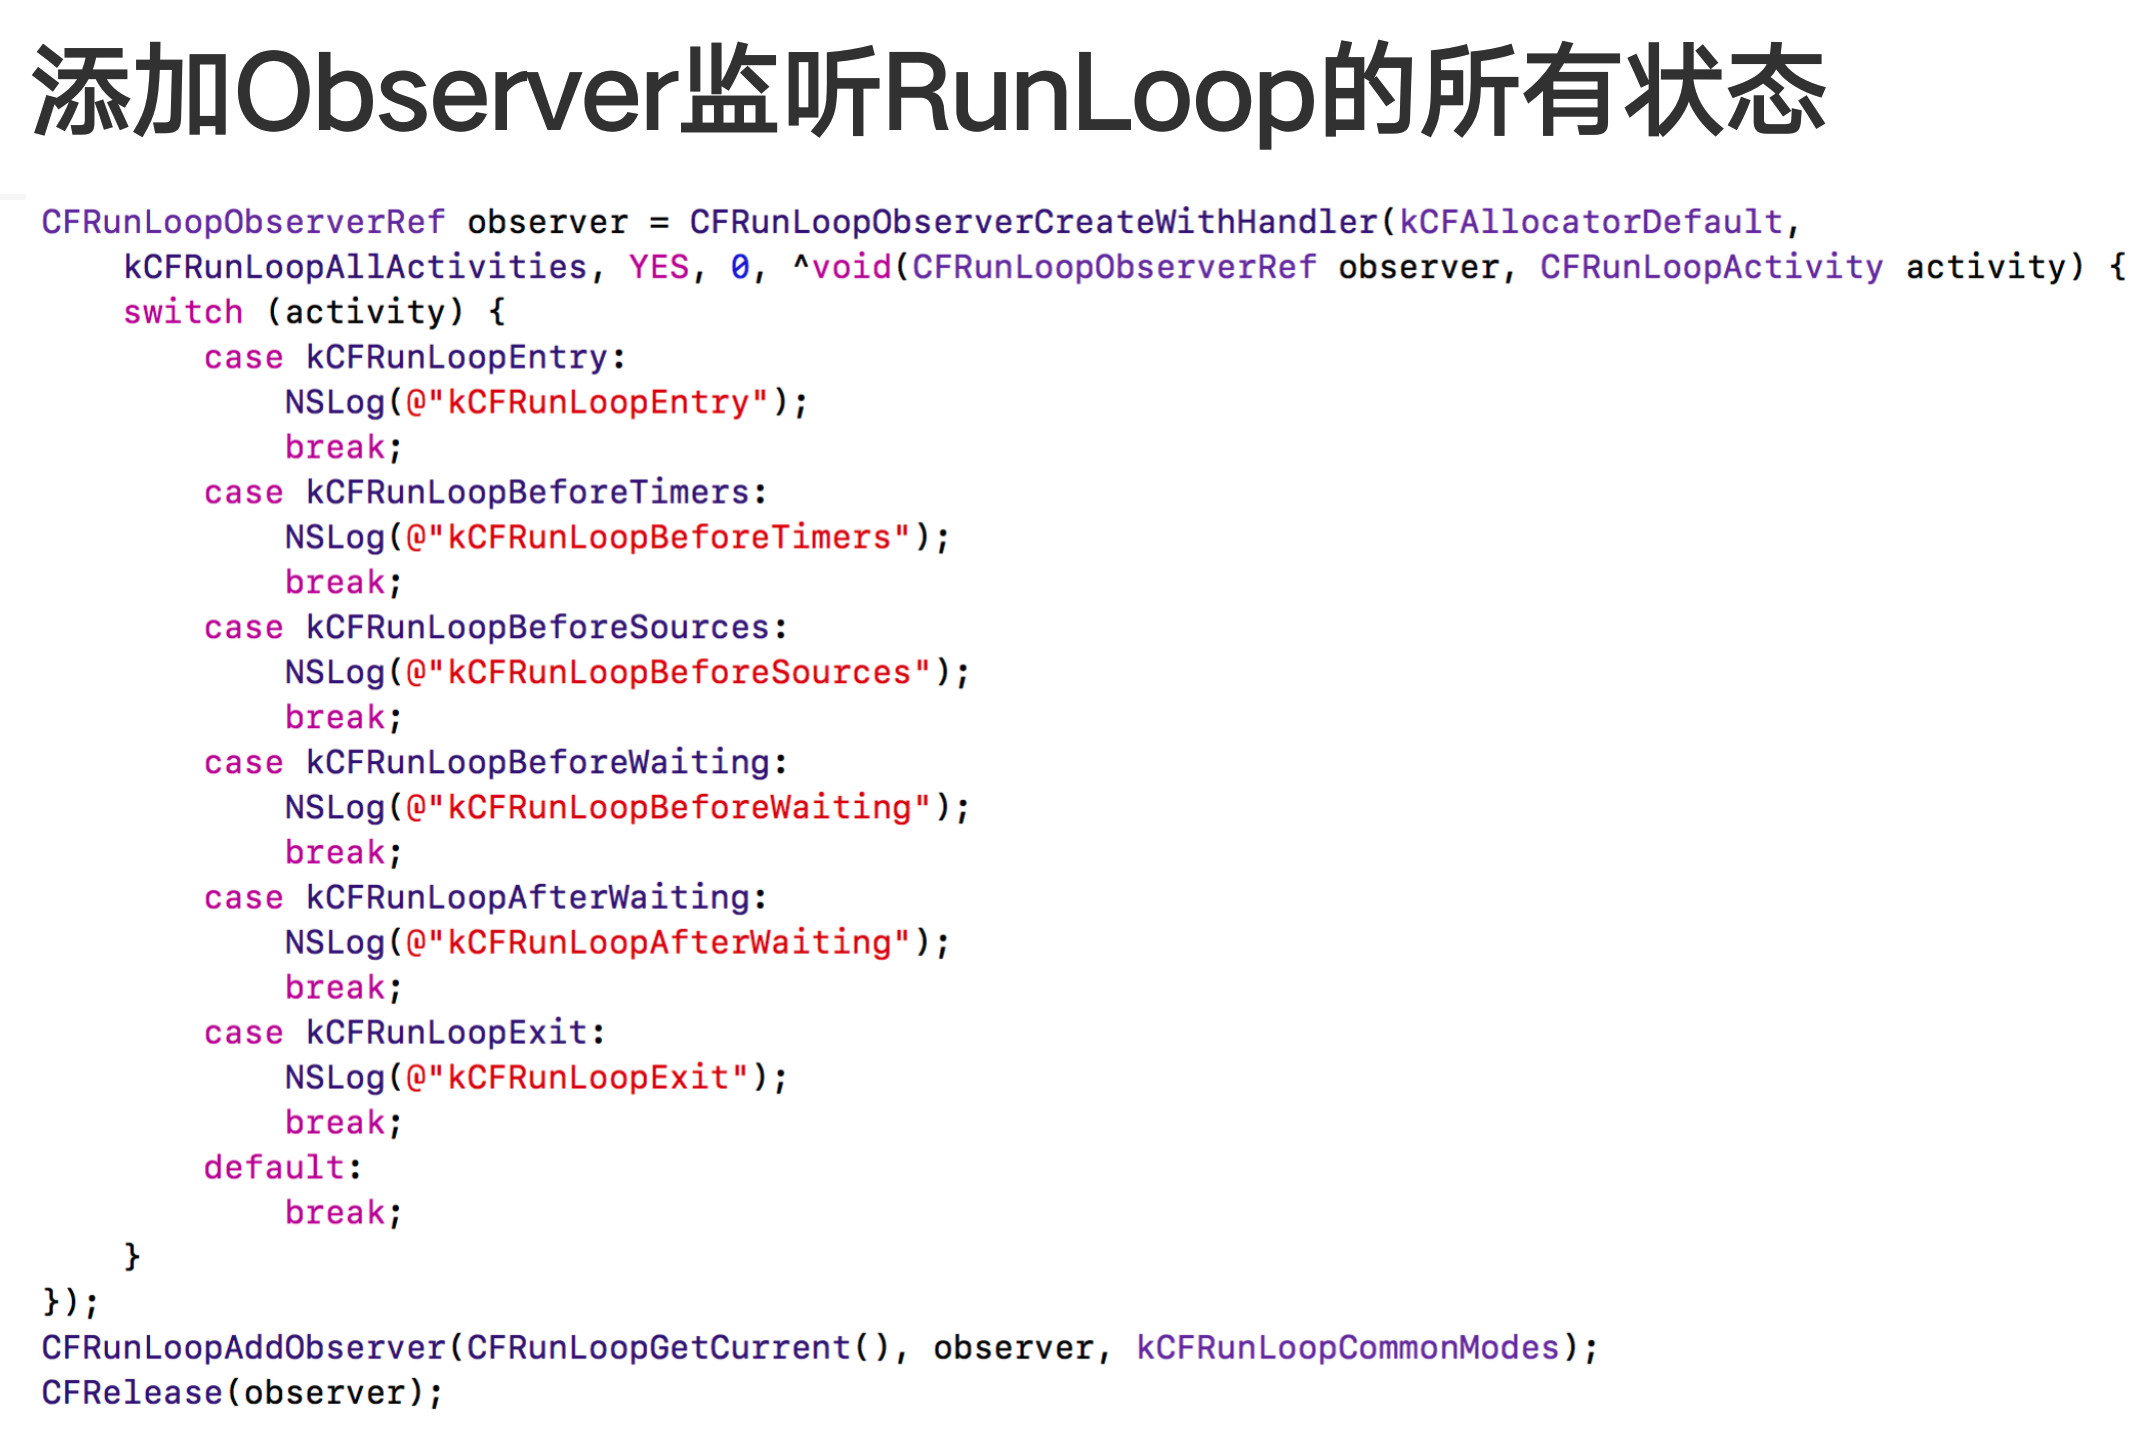 添加Observer监听RunLoop的所有状态
CFRunLoopObserverRef observer = CFRunLoopObserverCreateWithHandler(kCFAllocatorDefault,
    kCFRunLoopAllActivities, YES, 0, ^void(CFRunLoopObserverRef observer, CFRunLoopActivity activity) {
    switch (activity) {
        case kCFRunLoopEntry:
            NSLog(@"kCFRunLoopEntry");
            break;
        case kCFRunLoopBeforeTimers:
            NSLog(@"kCFRunLoopBeforeTimers");
            break;
        case kCFRunLoopBeforeSources:
            NSLog(@"kCFRunLoopBeforeSources");
            break;
        case kCFRunLoopBeforeWaiting:
            NSLog(@"kCFRunLoopBeforeWaiting");
            break;
        case kCFRunLoopAfterWaiting:
            NSLog(@"kCFRunLoopAfterWaiting");
            break;
        case kCFRunLoopExit:
            NSLog(@"kCFRunLoopExit");
            break;
        default:
            break;
    }
});
CFRunLoopAddObserver(CFRunLoopGetCurrent(), observer, kCFRunLoopCommonModes);
CFRelease(observer);